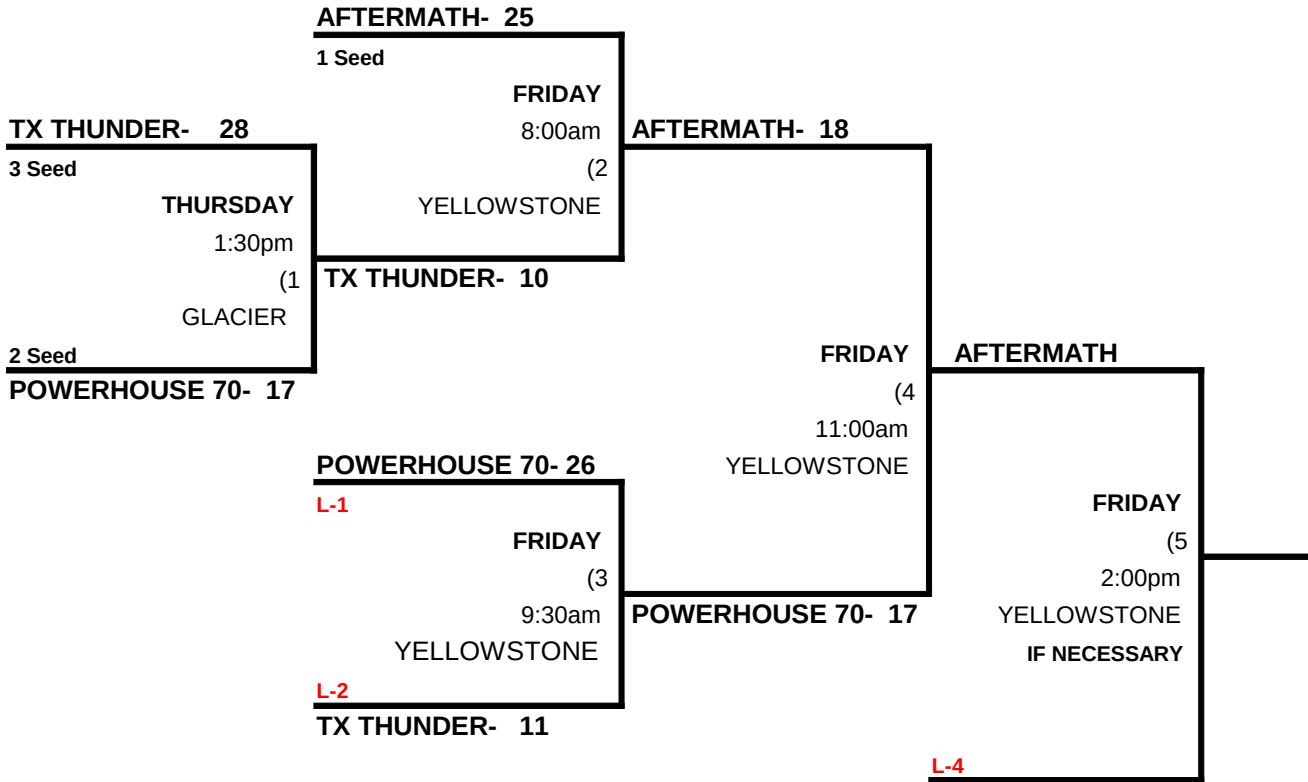 AFTERMATH-  25
1 Seed
FRIDAY
8:00am
(2
YELLOWSTONE
TX THUNDER-   28
3 Seed
THURSDAY
1:30pm
(1
GLACIER
2 Seed
POWERHOUSE 70-  17
TX THUNDER-  10
AFTERMATH-  18
FRIDAY
(4
11:00am
YELLOWSTONE
POWERHOUSE 70- 26
L-1
FRIDAY
(3
9:30am
YELLOWSTONE
L-2
TX THUNDER-   11
POWERHOUSE 70-  17
AFTERMATH
FRIDAY
(5
2:00pm
YELLOWSTONE
IF NECESSARY
L-4